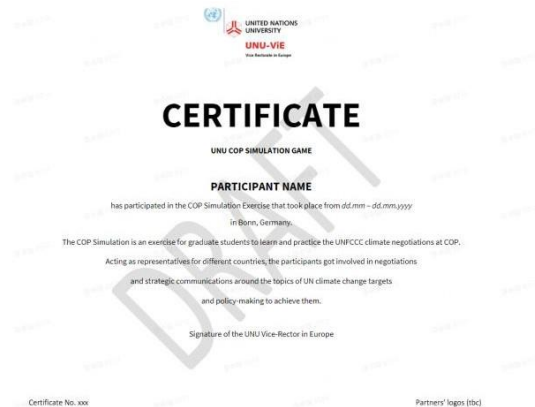 UNITED NATIONS
UNIVERSITY
UNU-ViE
Vice Rectorate in Europe
CERTIFICATE
UNU COP SIMULATION GAME
PARTICIPANT NAME
has participated in the COP Simulation Exercise that took place from dd.mm – dd.mm.yyyy
in Bonn, Germany.
The COP Simulation is an exercise for graduate students to learn and practice the UNFCCC climate negotiations at COP.
Acting as representatives for different countries, the participants got involved in negotiations
and strategic communications around the topics of UN climate change targets
and policy-making to achieve them.
Signature of the UNU Vice-Rector in Europe
DRAFT
Certificate No. xxx
Partners' logos (tbc)